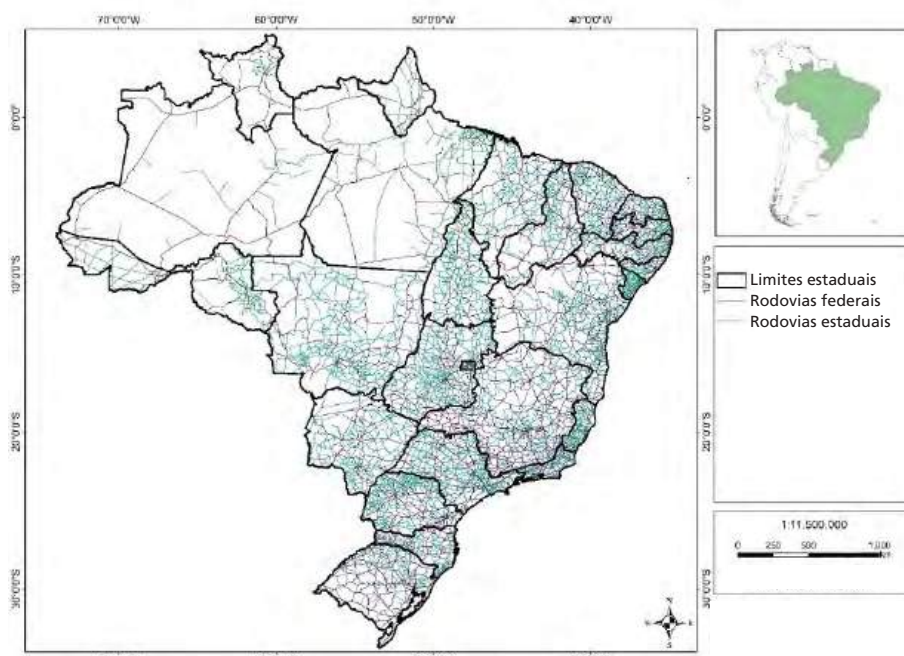 70°0'0"W 60°0'0"W 50°0'0"W 40°0'0"W
0°0'0"
10°0'0"S
20°0'0"S
30°0'0"S
0°0'0"
10°0'0"S
20°0'0"S
30°0'0"S
Limites estaduais
Rodovias federais
Rodovias estaduais
1:11.500.000
0 250 500 1.000
N
S